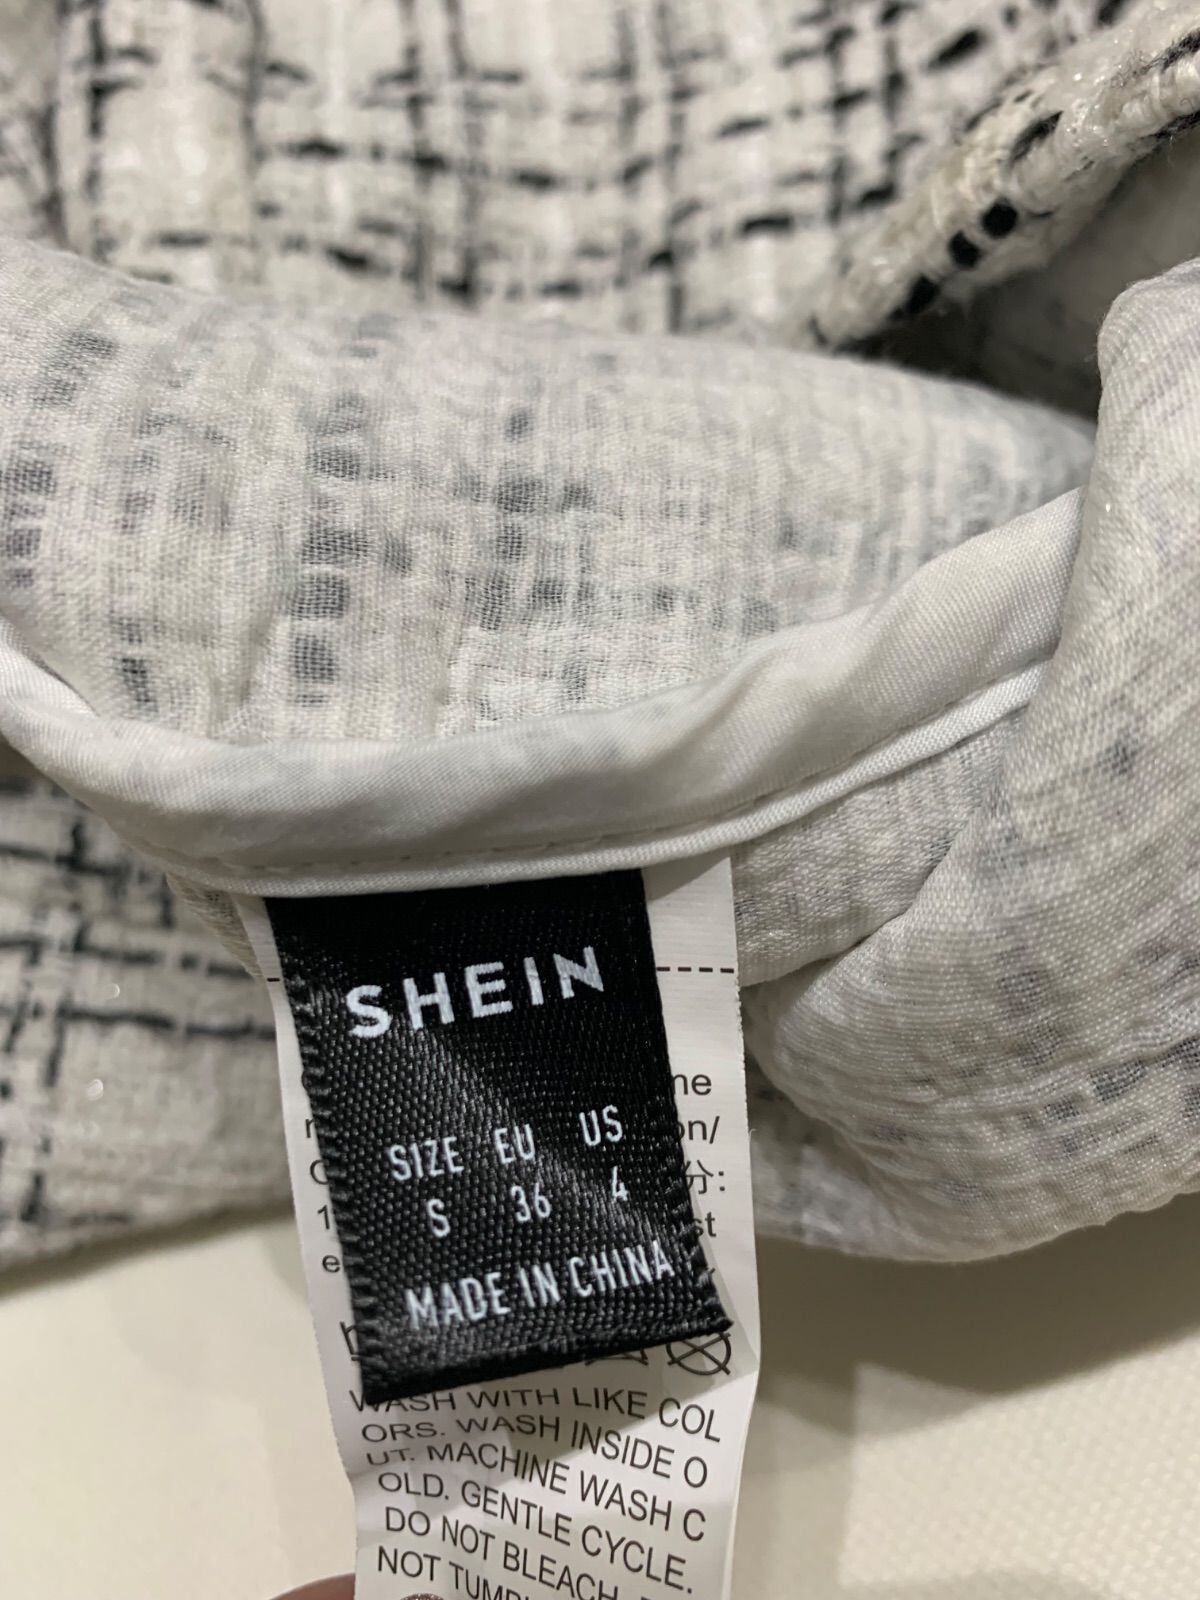 SHEIN
SIZE EU US
S 36 4
MADE IN CHINA
WASH WITH LIKE COL
ORS. WASH INSIDE O
UT. MACHINE WASH C
OLD. GENTLE CYCLE.
DO NOT BLEACH.
NOT